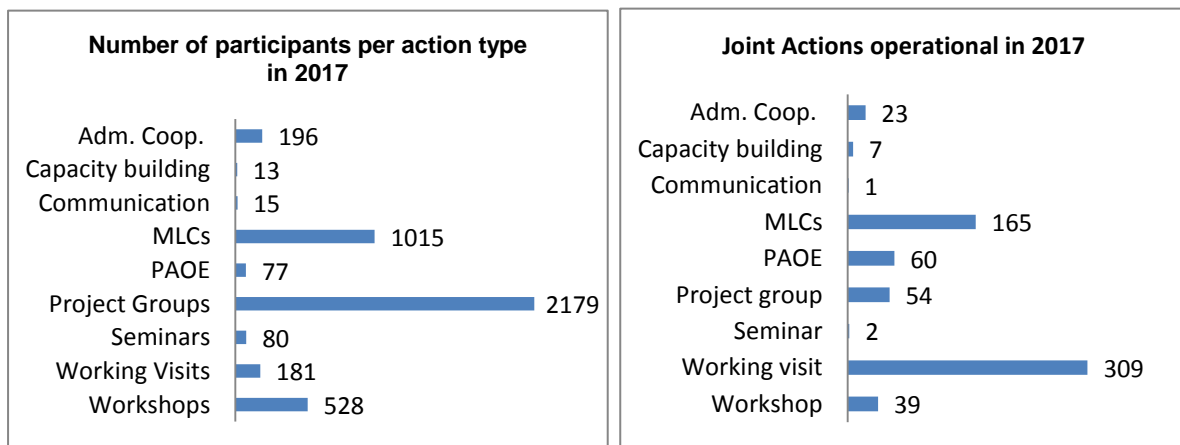 Number of participants per action type
in 2017
Adm. Coop. 196
Capacity building 13
Communication 15
MLCs 1015
PAOE 77
Project Groups 2179
Seminars 80
Working Visits 181
Workshops 528
Joint Actions operational in 2017
Adm. Coop. 23
Capacity building 7
Communication 1
MLCs 165
PAOE 60
Project group 54
Seminar 2
Working visit 309
Workshop 39